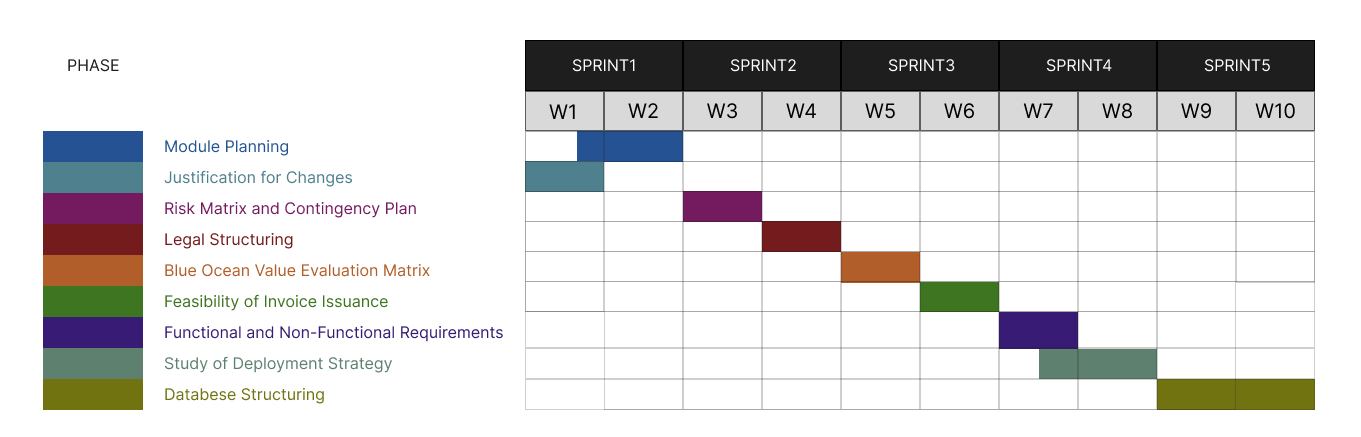 PHASE
SPRINT1 SPRINT2 SPRINT3 SPRINT4 SPRINT5
W1 W2 W3 W4 W5 W6 W7 W8 W9 W10
Module Planning
Justification for Changes
Risk Matrix and Contingency Plan
Legal Structuring
Blue Ocean Value Evaluation Matrix
Feasibility of Invoice Issuance
Functional and Non-Functional Requirements
Study of Deployment Strategy
Databese Structuring